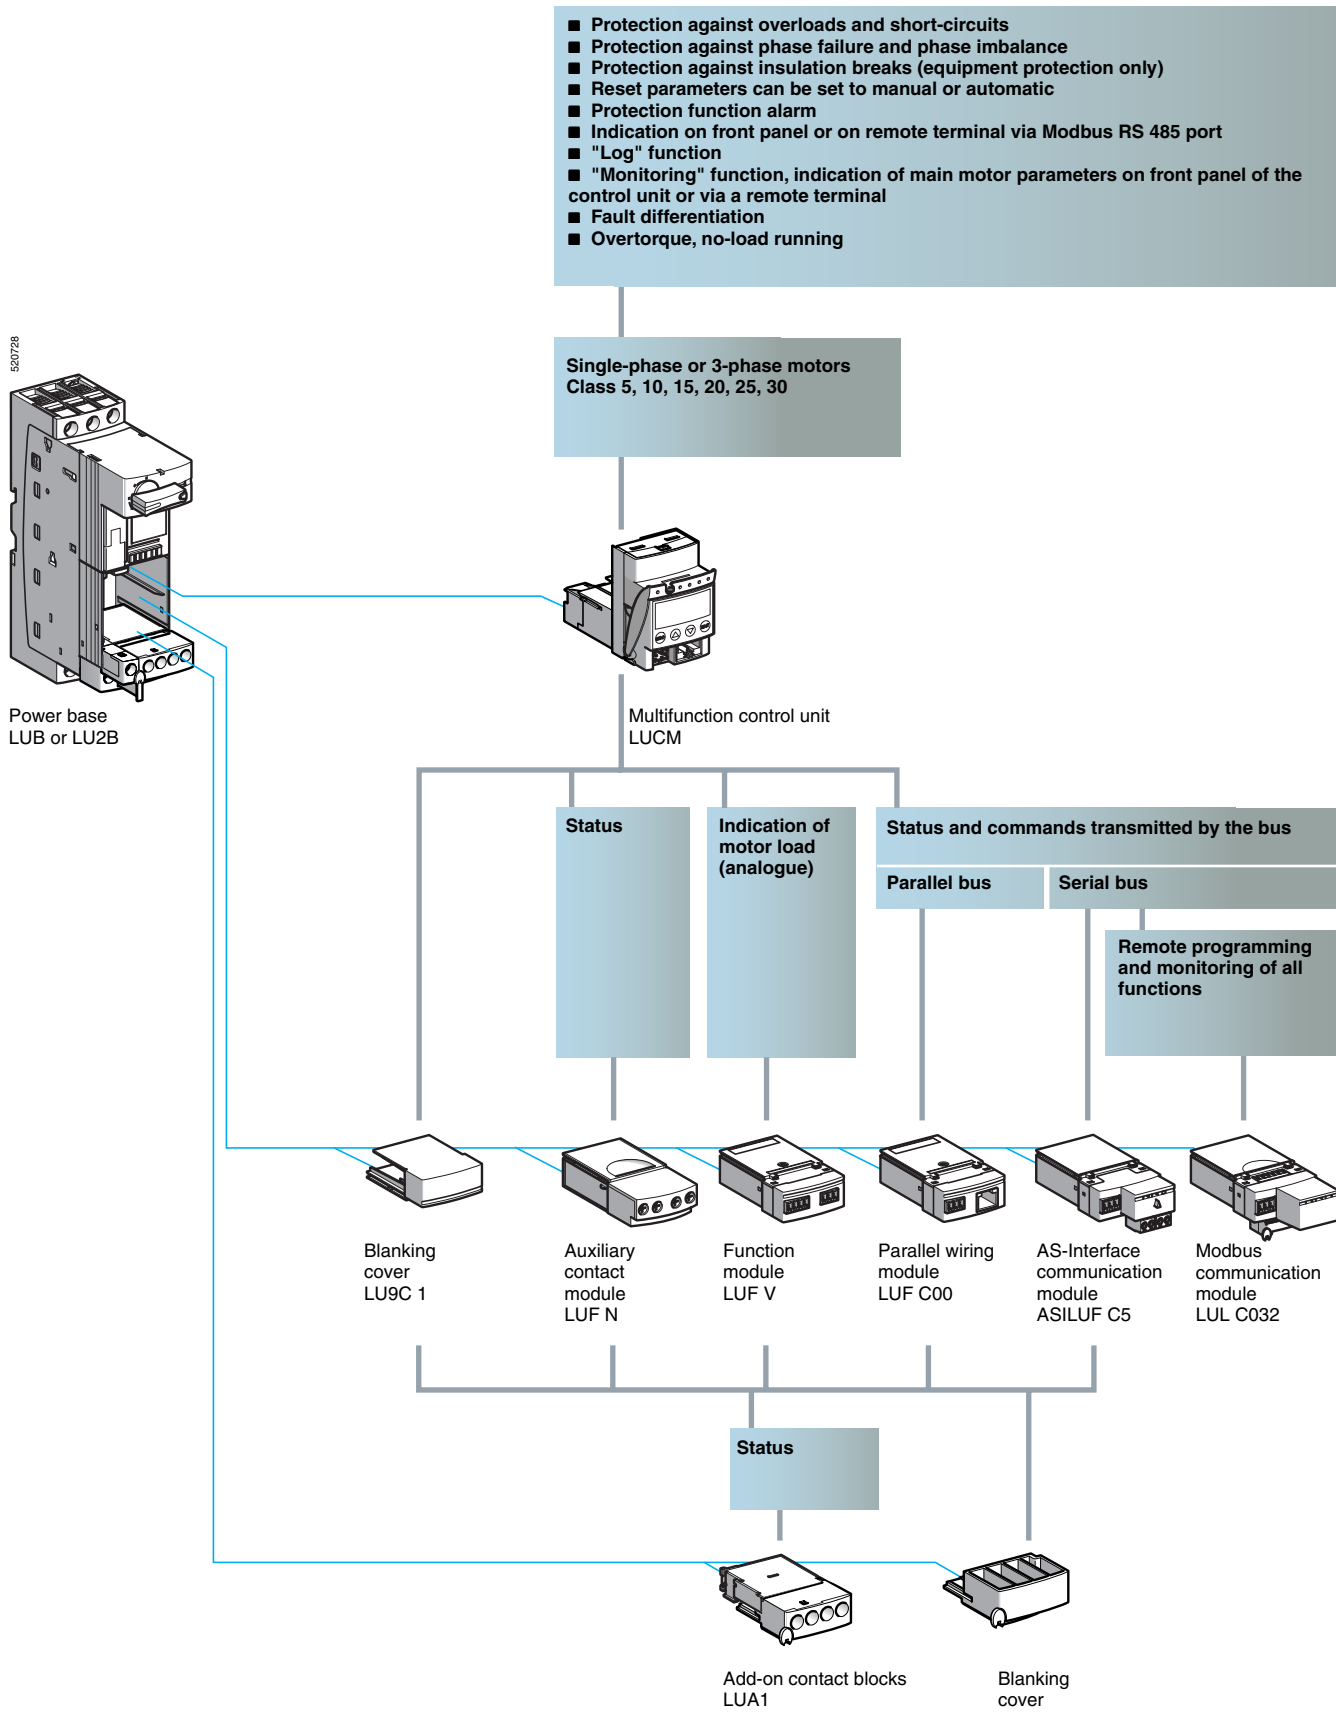 ■ Protection against overloads and short-circuits
■ Protection against phase failure and phase imbalance
■ Protection against insulation breaks (equipment protection only)
■ Reset parameters can be set to manual or automatic
■ Protection function alarm
■ Indication on front panel or on remote terminal via Modbus RS 485 port
■ "Log" function
■ "Monitoring" function, indication of main motor parameters on front panel of the
control unit or via a remote terminal
■ Fault differentiation
■ Overtorque, no-load running
520728
Single-phase or 3-phase motors
Class 5, 10, 15, 20, 25, 30
Power base
LUB or LU2B
Multifunction control unit
LUCM
Status
Indication of
motor load
(analogue)
Status and commands transmitted by the bus
Parallel bus
Serial bus
Remote programming
and monitoring of all
functions
Blanking
cover
LU9C 1
Auxiliary
contact
module
LUF N
Function
module
LUF V
Parallel wiring
module
LUF C00
AS-Interface
communication
module
ASILUF C5
Modbus
communication
module
LUL C032
Status
Add-on contact blocks
LUA1
Blanking
cover